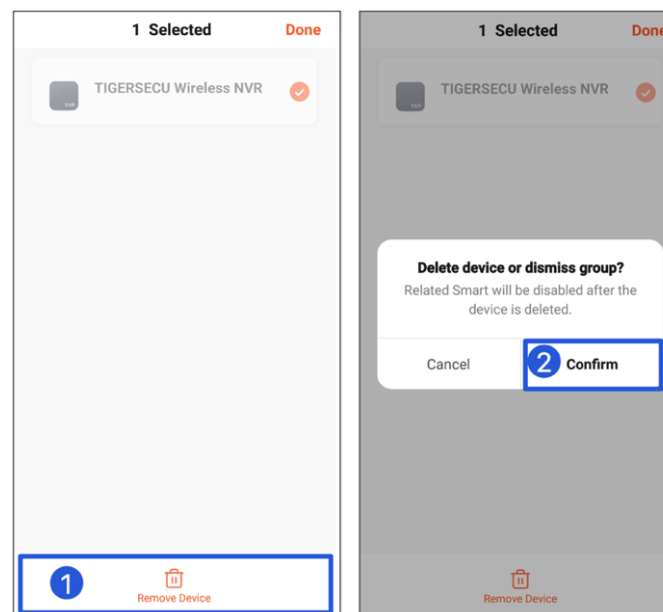 1 Selected
Done
TIGERSECU Wireless NVR
1
Remove Device
1 Selected
Done
TIGERSECU Wireless NVR
Delete device or dismiss group?
Related Smart will be disabled after the
device is deleted.
Cancel
2
Confirm
Remove Device